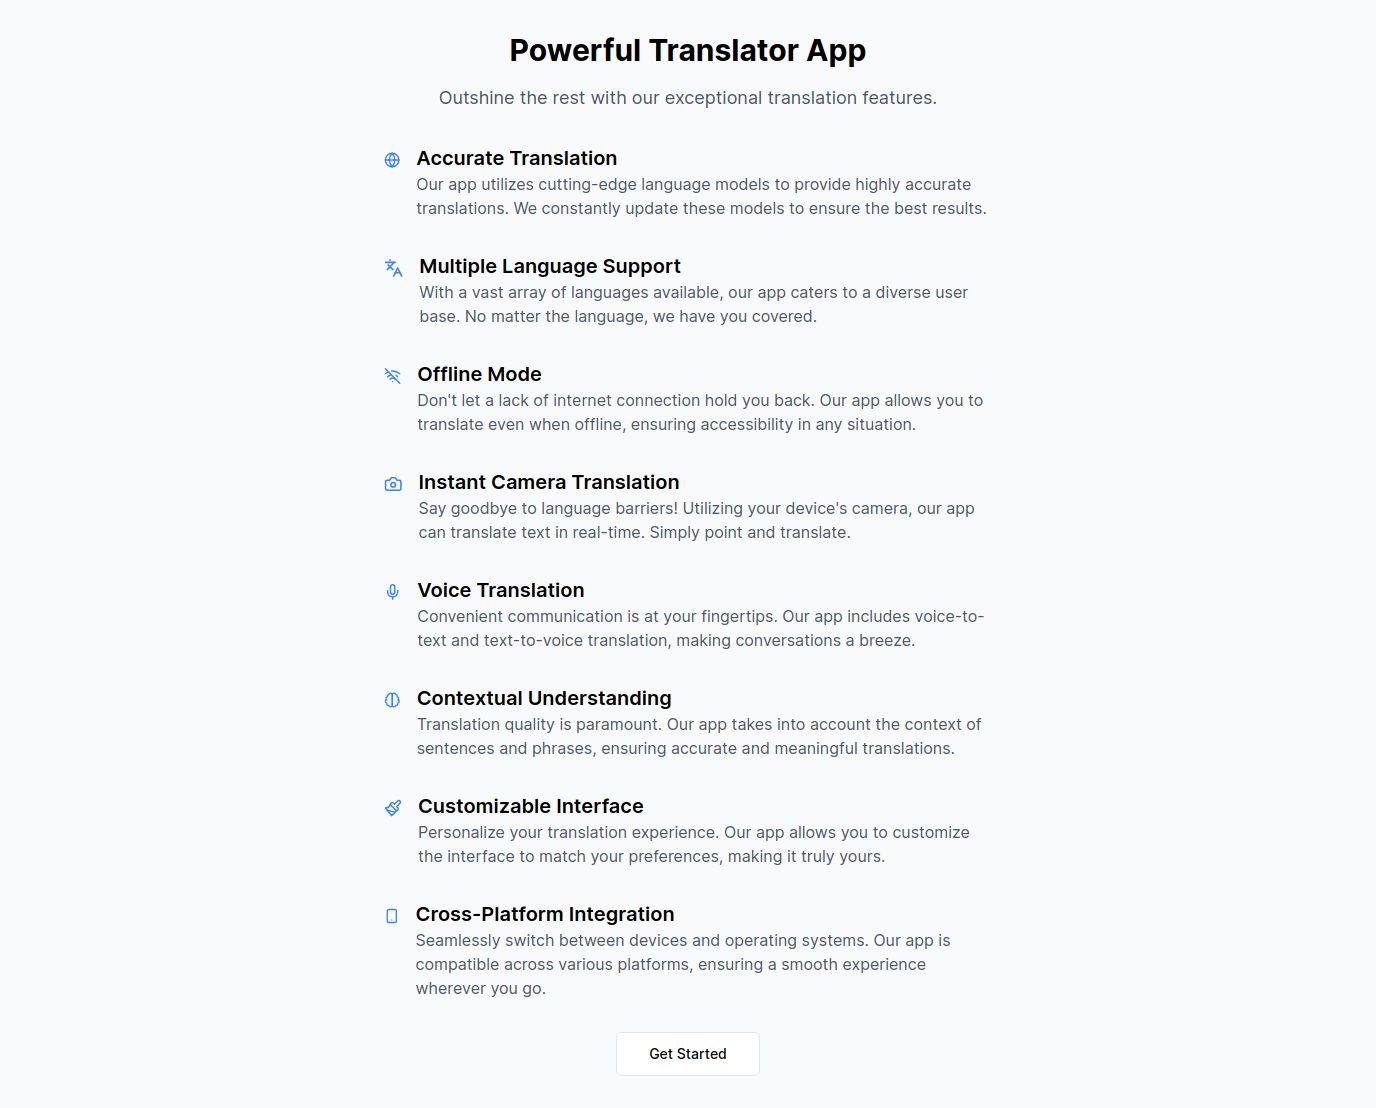 Powerful Translator App
Outshine the rest with our exceptional translation features.
Accurate Translation
Our app utilizes cutting-edge language models to provide highly accurate
translations. We constantly update these models to ensure the best results.
Multiple Language Support
With a vast array of languages available, our app caters to a diverse user
base. No matter the language, we have you covered.
Offline Mode
Don't let a lack of internet connection hold you back. Our app allows you to
translate even when offline, ensuring accessibility in any situation.
Instant Camera Translation
Say goodbye to language barriers! Utilizing your device's camera, our app
can translate text in real-time. Simply point and translate.
Voice Translation
Convenient communication is at your fingertips. Our app includes voice-to-
text and text-to-voice translation, making conversations a breeze.
Contextual Understanding
Translation quality is paramount. Our app takes into account the context of
sentences and phrases, ensuring accurate and meaningful translations.
Customizable Interface
Personalize your translation experience. Our app allows you to customize
the interface to match your preferences, making it truly yours.
Cross-Platform Integration
Seamlessly switch between devices and operating systems. Our app is
compatible across various platforms, ensuring a smooth experience
wherever you go.
Get Started